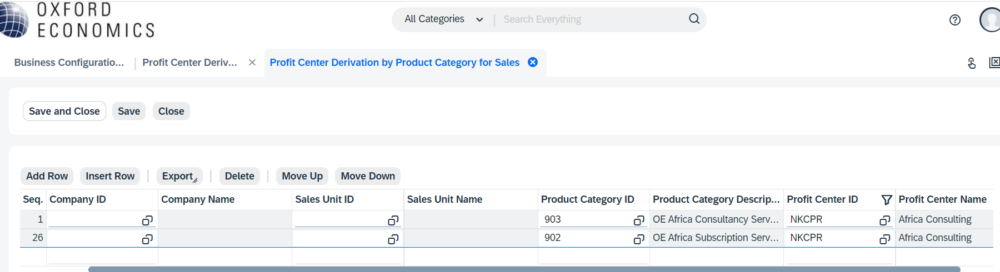 OXFORD
ECONOMICS
All Categories
Search Everything
Business Configuratio...
Profit Center Deriv...
Profit Center Derivation by Product Category for Sales
Save and Close
Save
Close
Add Row
Insert Row
Export
Delete
Move Up
Move Down
Seq. Company ID Company Name Sales Unit ID Sales Unit Name Product Category ID Product Category Descrip... Profit Center ID Profit Center Name
1 903 OE Africa Consultancy Serv... NKCPR Africa Consulting
26 902 OE Africa Subscription Serv... NKCPR Africa Consulting